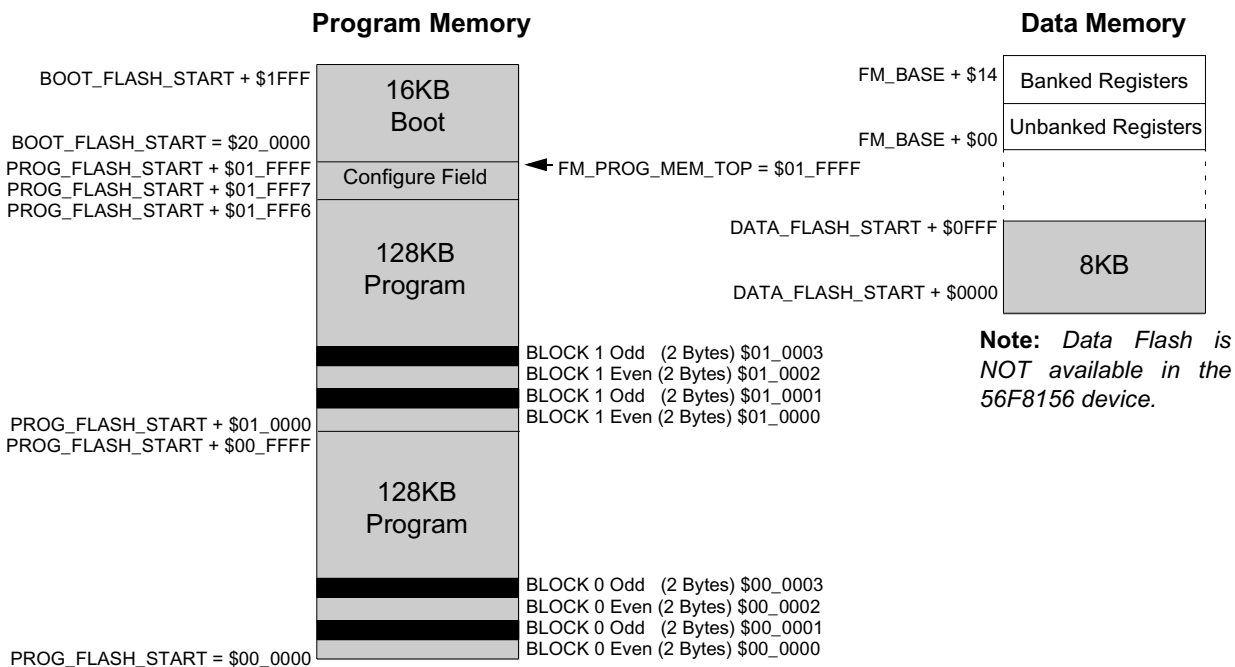 Program Memory
Data Memory
BOOT_FLASH_START + $1FFF
16KB
Boot
BOOT_FLASH_START = $20_0000
PROG_FLASH_START + $01_FFFF
PROG_FLASH_START + $01_FFF7
PROG_FLASH_START + $01_FFF6
Configure Field
FM_PROG_MEM_TOP = $01_FFFF
128KB
Program
BLOCK 1 Odd (2 Bytes) $01_0003
BLOCK 1 Even (2 Bytes) $01_0002
BLOCK 1 Odd (2 Bytes) $01_0001
BLOCK 1 Even (2 Bytes) $01_0000
PROG_FLASH_START + $01_0000
PROG_FLASH_START + $00_FFFF
128KB
Program
BLOCK 0 Odd (2 Bytes) $00_0003
BLOCK 0 Even (2 Bytes) $00_0002
BLOCK 0 Odd (2 Bytes) $00_0001
BLOCK 0 Even (2 Bytes) $00_0000
PROG_FLASH_START = $00_0000
FM_BASE + $14
Banked Registers
Unbanked Registers
FM_BASE + $00
DATA_FLASH_START + $0FFF
8KB
DATA_FLASH_START + $0000
Note: Data Flash is
NOT available in the
56F8156 device.